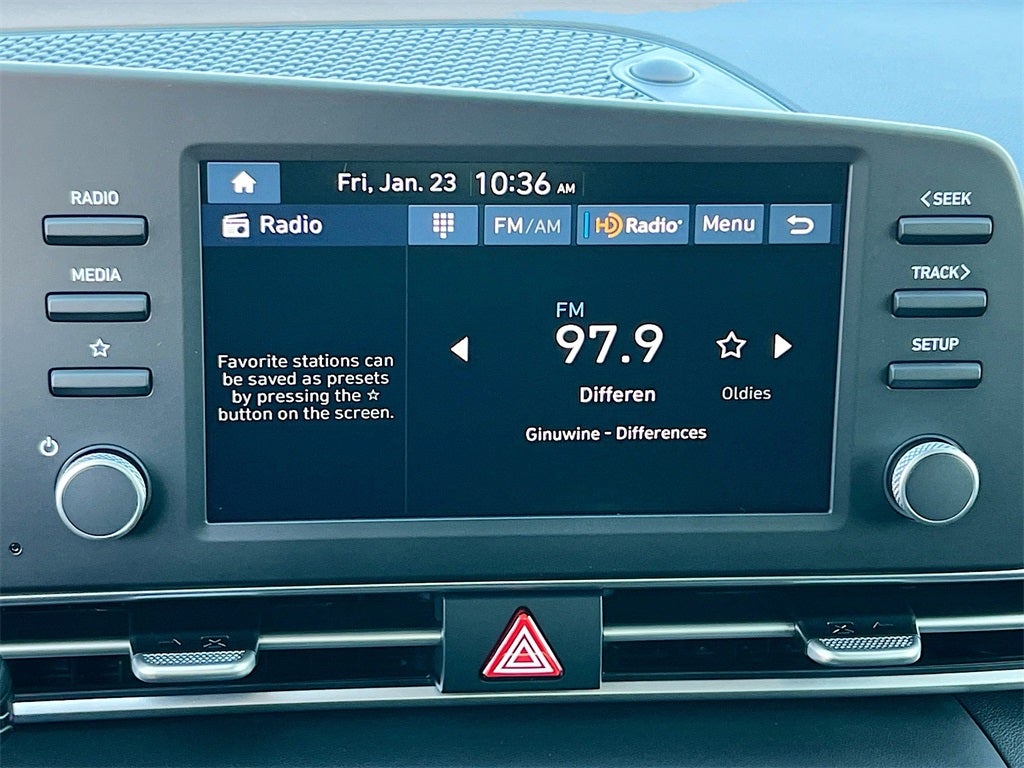 Fri, Jan. 23 10:36 AM
Radio
FM/AM
HD Radio
Menu
RADIO
MEDIA
<SEEK
TRACK>
SETUP
Favorite stations can
be saved as presets
by pressing the ☆
button on the screen.
FM
97.9
Differen
Oldies
Ginuwine - Differences